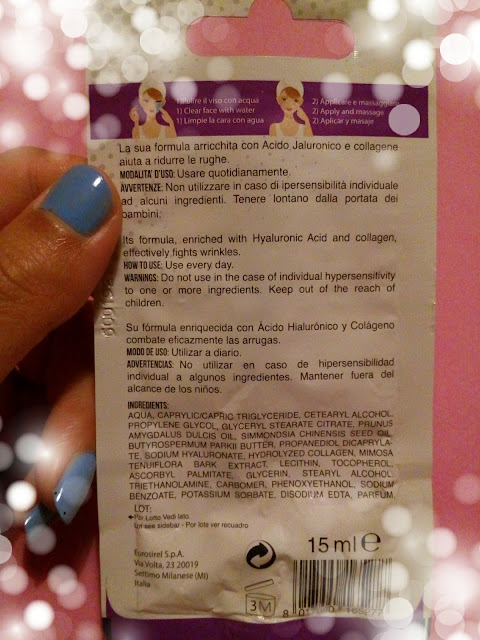 1) Pulire il viso con acqua
1) Clear face with water
1) Limpie la cara con agua
2) Applicare e massaggiare
2) Apply and massage
2) Aplicar y masaje
La sua formula arricchita con Acido Jaluronico e collagene
aiuta a ridurre le rughe.
MODALITA' D'USO: Usare quotidianamente.
AVVERTENZE: Non utilizzare in caso di ipersensibilità individuale
ad alcuni ingredienti. Tenere lontano dalla portata dei
bambini.
Its formula, enriched with Hyaluronic Acid and collagen,
effectively fights wrinkles.
HOW TO USE: Use every day.
WARNINGS: Do not use in the case of individual hypersensitivity
to one or more ingredients. Keep out of the reach of
children.
Su fórmula enriquecida con Ácido Hialurónico y Colágeno
combate eficazmente las arrugas.
MODO DE USO: Utilizar a diario.
ADVERTENCIAS: No utilizar en caso de hipersensibilidad
individual a algunos ingredientes. Mantener fuera del
alcance de los niños.
INGREDIENTS:
AQUA, CAPRYLIC/CAPRIC TRIGLYCERIDE, CETEARYL ALCOHOL,
PROPYLENE GLYCOL, GLYCERYL STEARATE CITRATE, PRUNUS
AMYGDALUS DULCIS OIL, SIMMONDSIA CHINENSIS SEED OIL,
BUTYROSPERMUM PARKII BUTTER, PROPANEDIOL DICAPRYLA-
TE, SODIUM HYALURONATE, HYDROLYZED COLLAGEN, MIMOSA
TENUIFLORA BARK EXTRACT, LECITHIN, TOCOPHEROL,
ASCORBYL PALMITATE, GLYCERIN, STEARYL ALCOHOL,
TRIETHANOLAMINE, CARBOMER, PHENOXYETHANOL, SODIUM
BENZOATE, POTASSIUM SORBATE, DISODIUM EDTA, PARFUM.
LOT:
Per Lotto Vedi lato
see sidebar - Por lote ver recuadro
Eurosirel S.p.A.
Via Volta, 23 20019
Settimo Milanese (MI)
Italia
15 ml e
3M